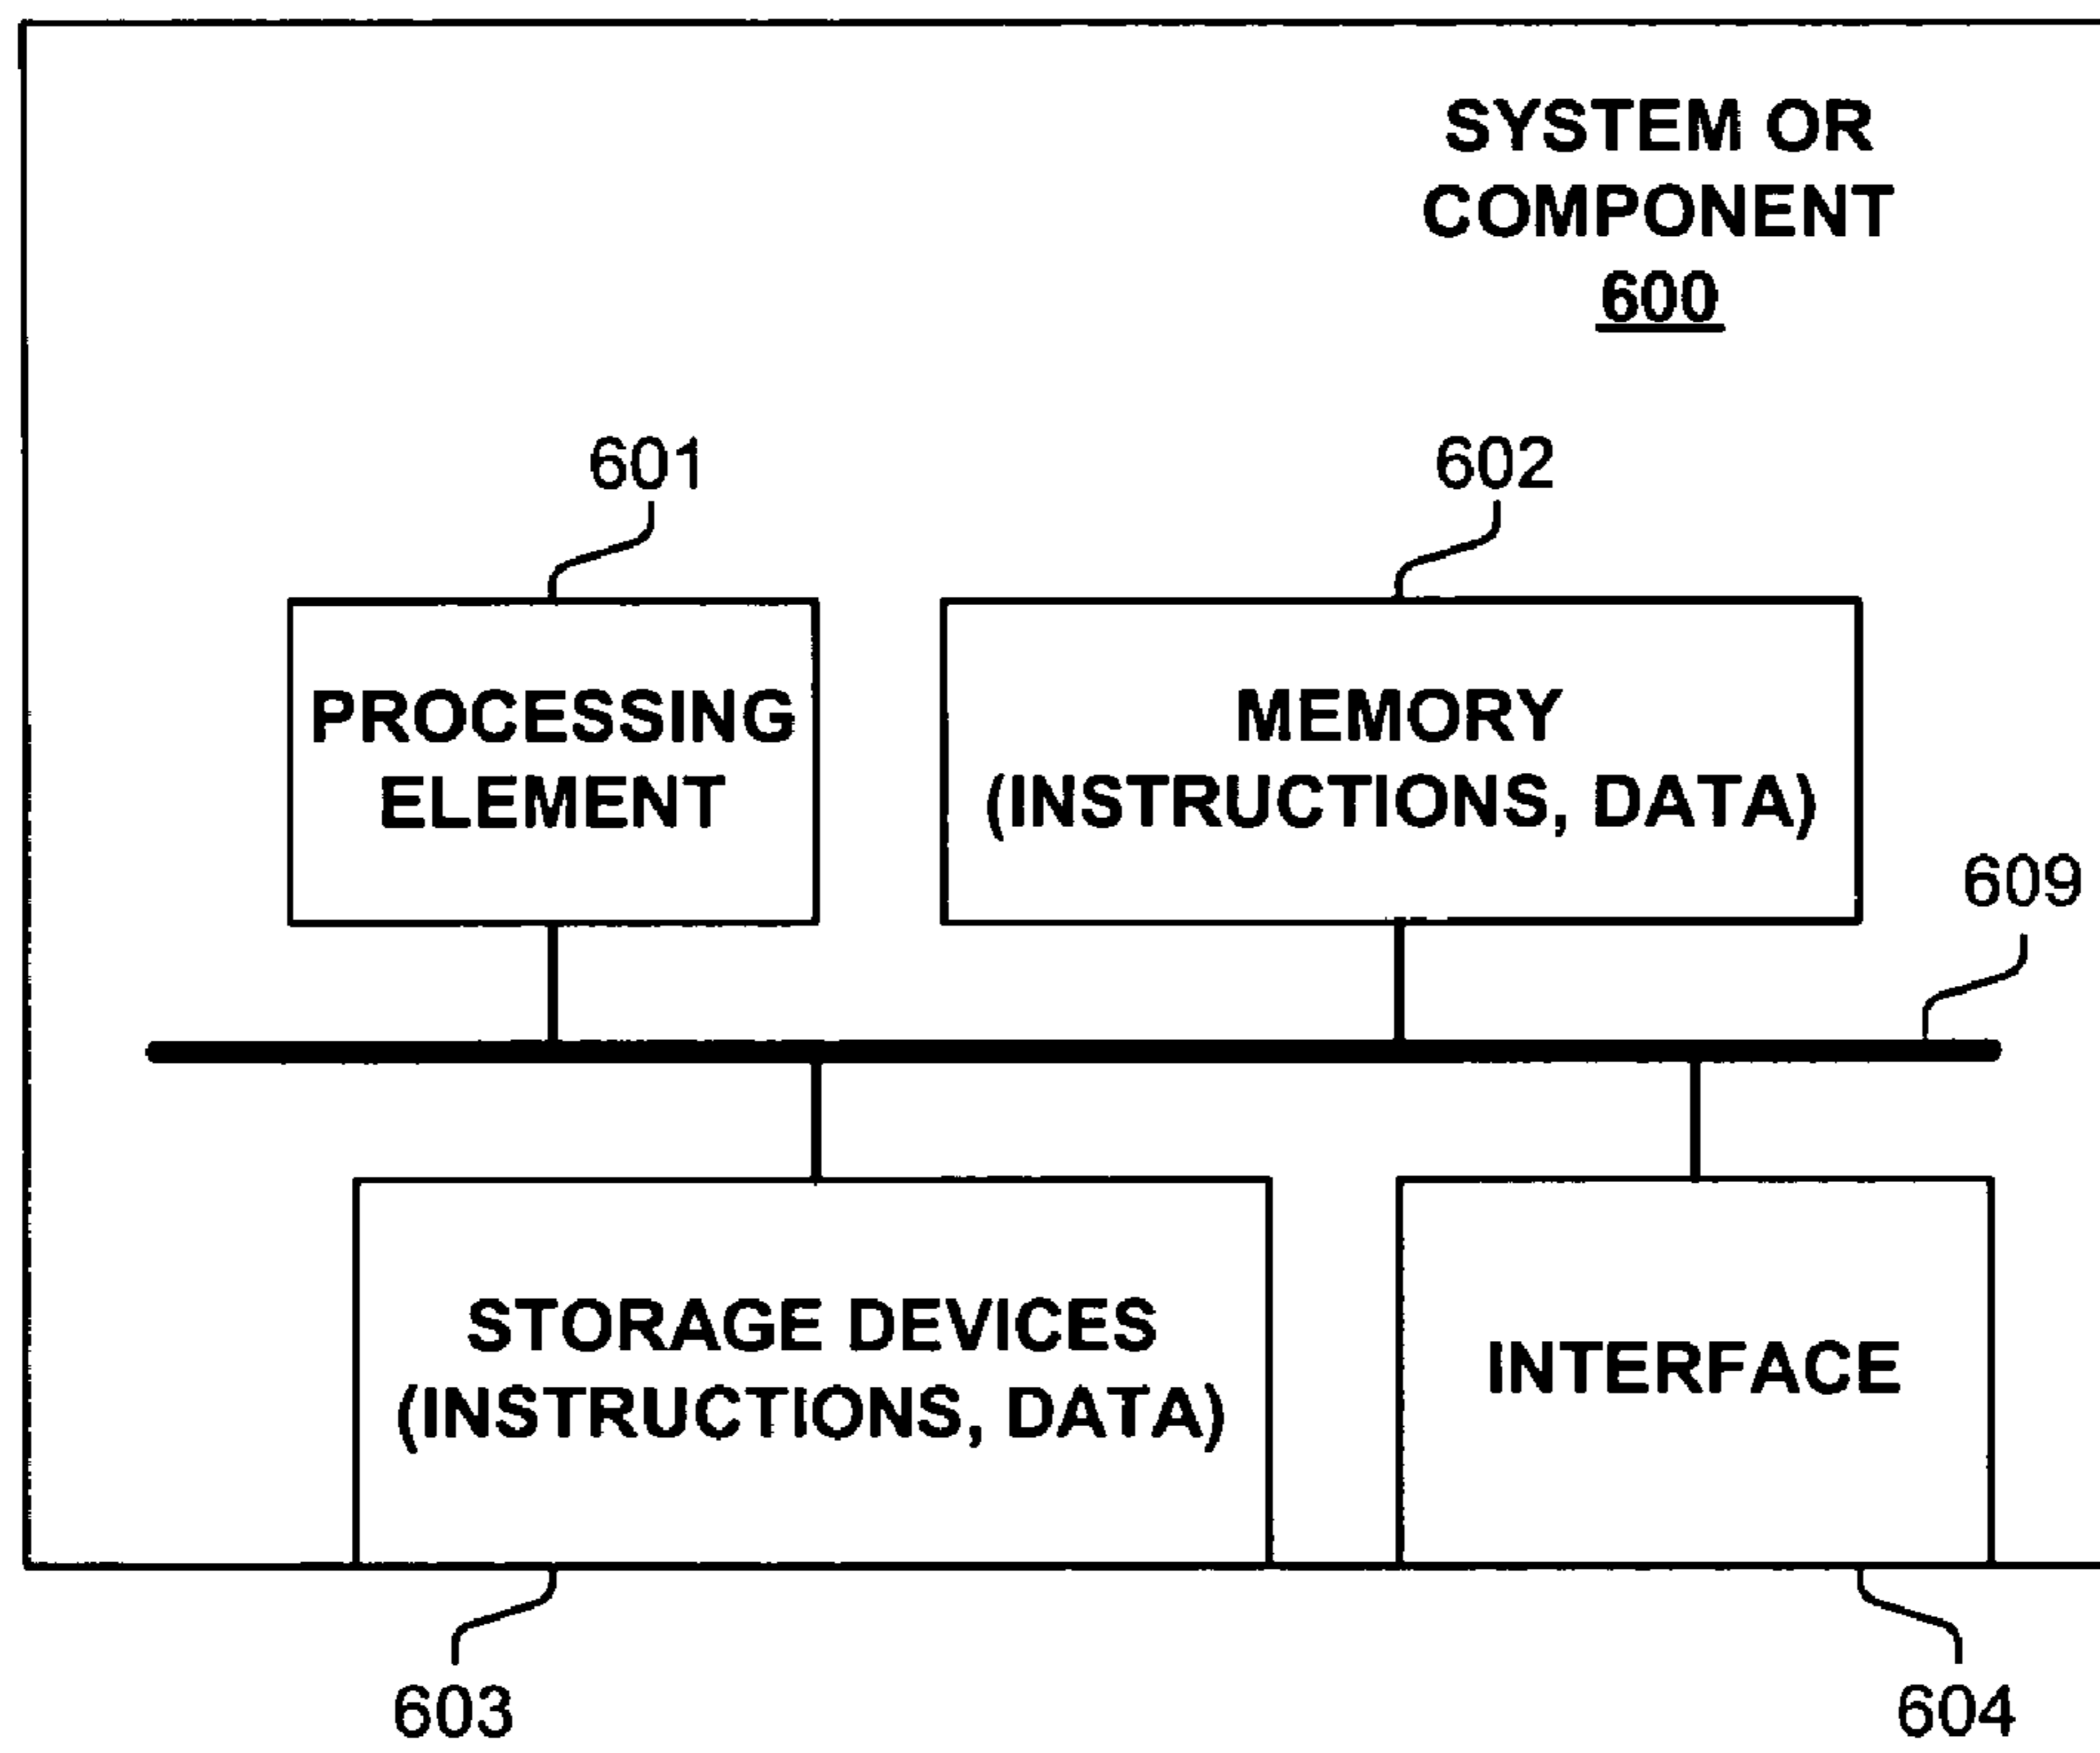 SYSTEM OR
COMPONENT
600
601
602
PROCESSING
ELEMENT
MEMORY
(INSTRUCTIONS, DATA)
609
STORAGE DEVICES
(INSTRUCTIONS, DATA)
INTERFACE
603
604